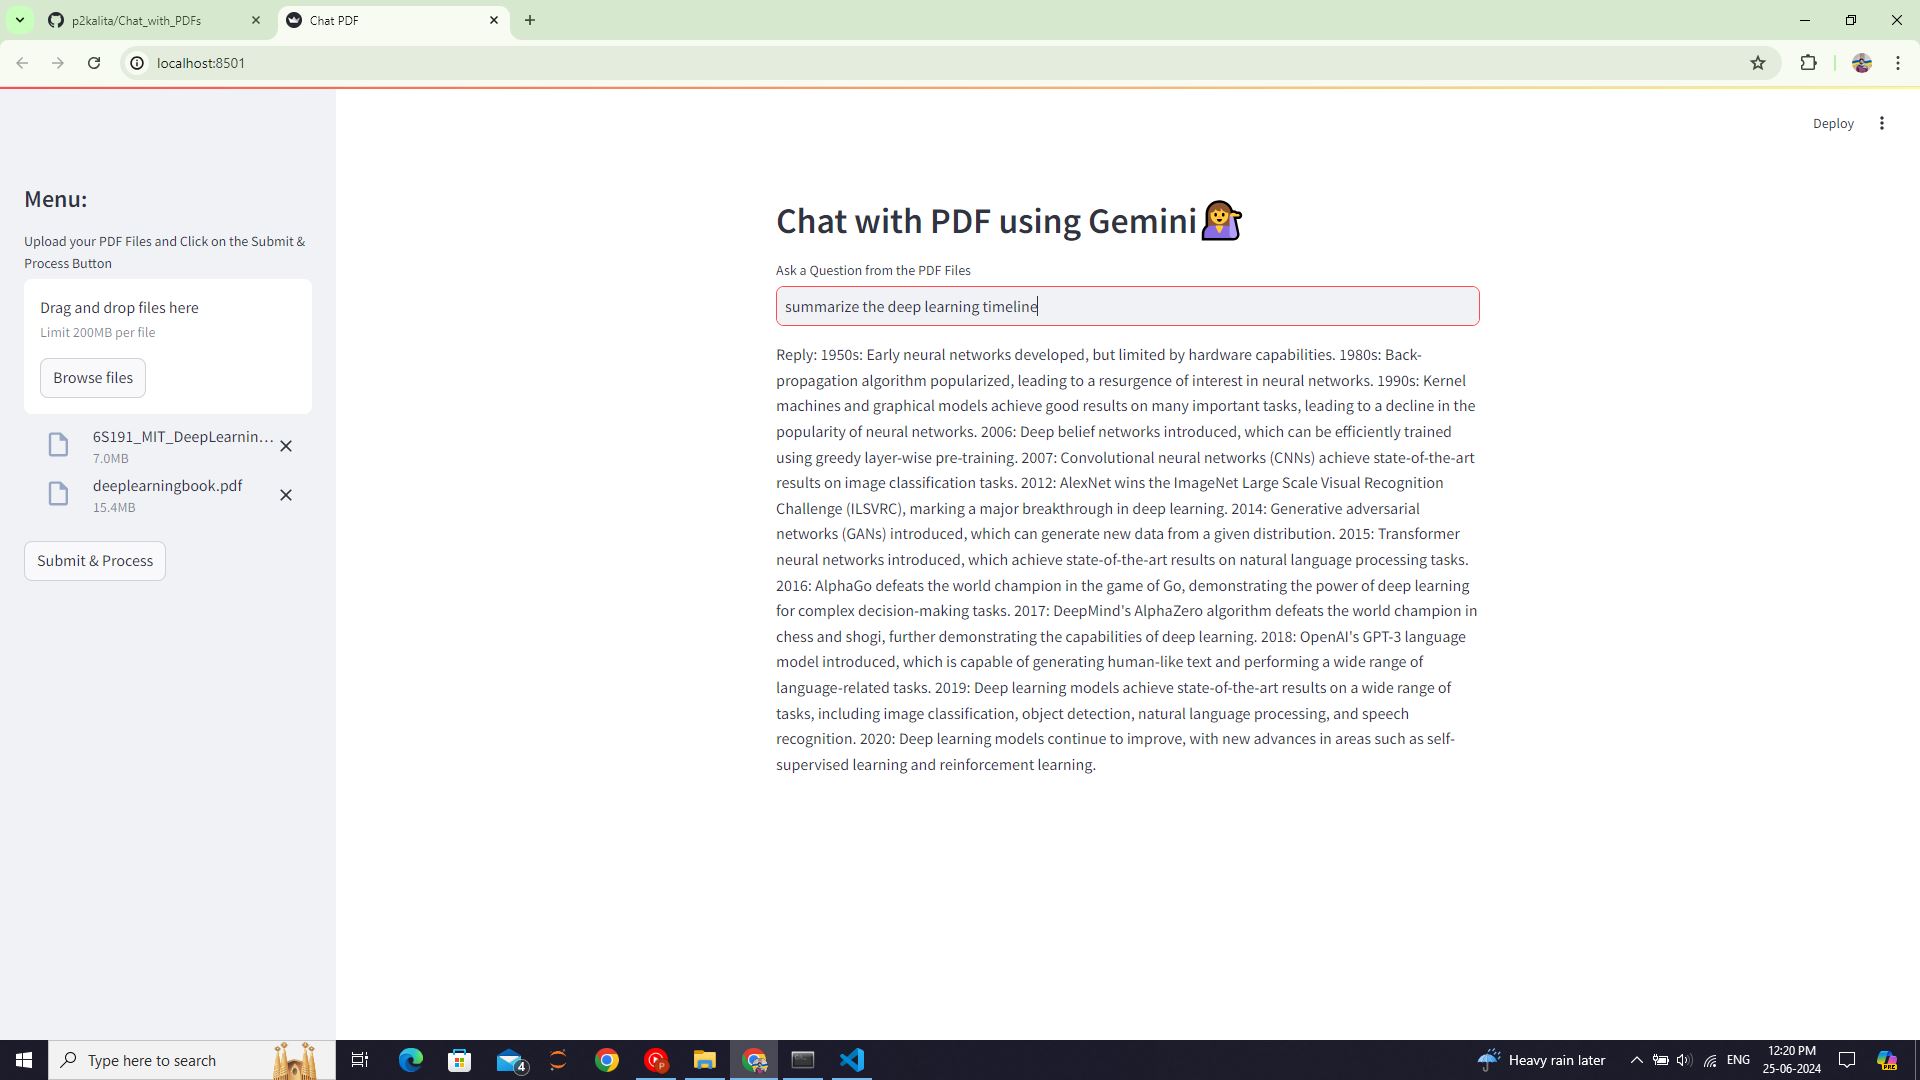 p2kalita/Chat_with_PDFs
Chat PDF
localhost:8501
Deploy
Menu:
Upload your PDF Files and Click on the Submit &
Process Button
Drag and drop files here
Limit 200MB per file
Browse files
6S191_MIT_DeepLearnin...
7.0MB
deeplearningbook.pdf
15.4MB
Submit & Process
Chat with PDF using Gemini
Ask a Question from the PDF Files
summarize the deep learning timeline
Reply: 1950s: Early neural networks developed, but limited by hardware capabilities. 1980s: Back-
propagation algorithm popularized, leading to a resurgence of interest in neural networks. 1990s: Kernel
machines and graphical models achieve good results on many important tasks, leading to a decline in the
popularity of neural networks. 2006: Deep belief networks introduced, which can be efficiently trained
using greedy layer-wise pre-training. 2007: Convolutional neural networks (CNNs) achieve state-of-the-art
results on image classification tasks. 2012: AlexNet wins the ImageNet Large Scale Visual Recognition
Challenge (ILSVRC), marking a major breakthrough in deep learning. 2014: Generative adversarial
networks (GANs) introduced, which can generate new data from a given distribution. 2015: Transformer
neural networks introduced, which achieve state-of-the-art results on natural language processing tasks.
2016: AlphaGo defeats the world champion in the game of Go, demonstrating the power of deep learning
for complex decision-making tasks. 2017: DeepMind's AlphaZero algorithm defeats the world champion in
chess and shogi, further demonstrating the capabilities of deep learning. 2018: OpenAI's GPT-3 language
model introduced, which is capable of generating human-like text and performing a wide range of
language-related tasks. 2019: Deep learning models achieve state-of-the-art results on a wide range of
tasks, including image classification, object detection, natural language processing, and speech
recognition. 2020: Deep learning models continue to improve, with new advances in areas such as self-
supervised learning and reinforcement learning.
Type here to search
4
P
Heavy rain later
ENG
12:20 PM
25-06-2024
PRE